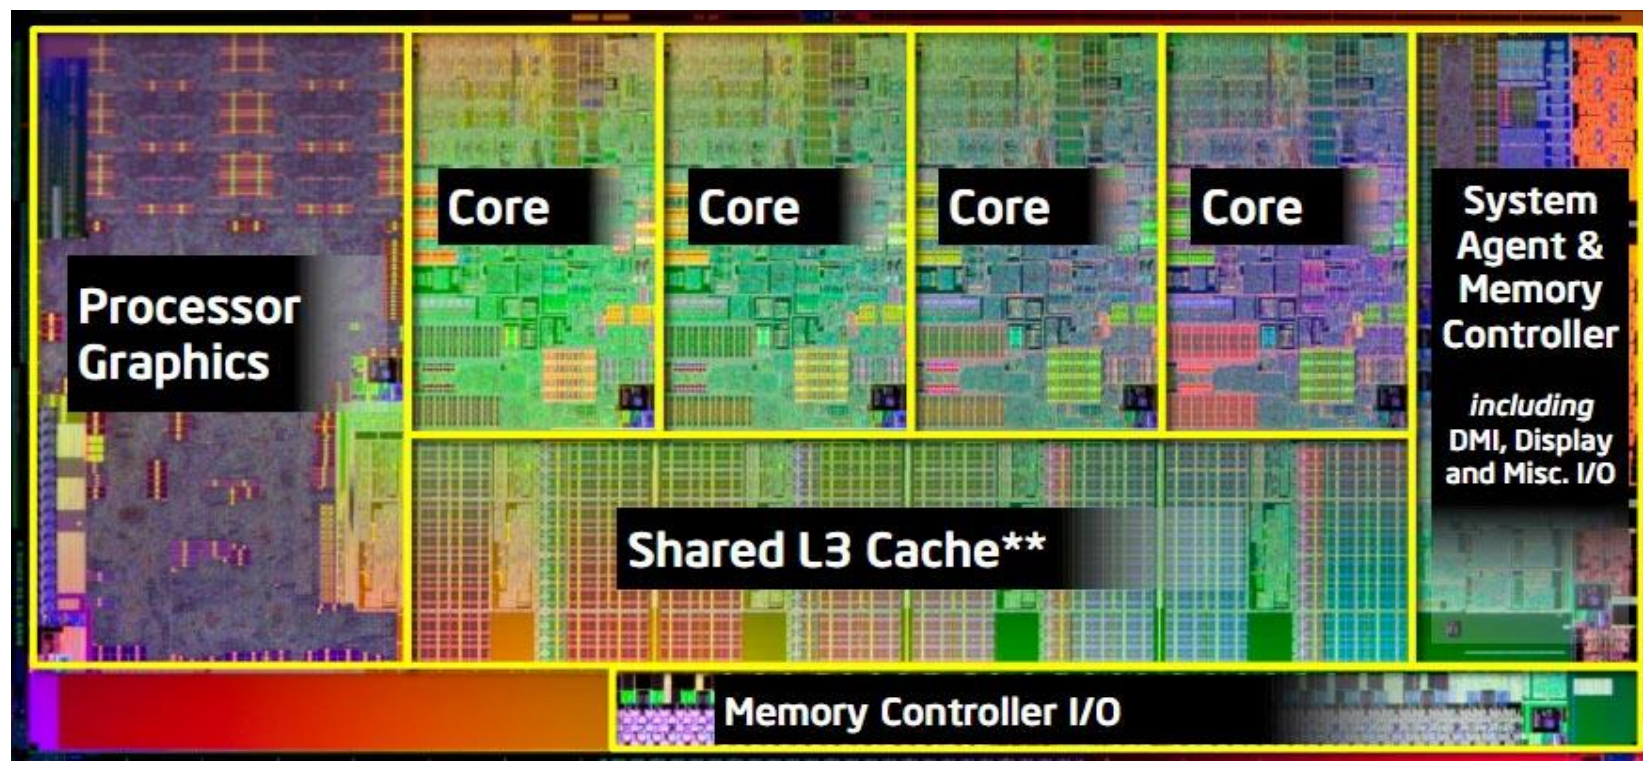 Processor
Graphics
Core
Core
Core
Core
System
Agent &
Memory
Controller
including
DMI, Display
and Misc. I/O
Shared L3 Cache**
Memory Controller I/O